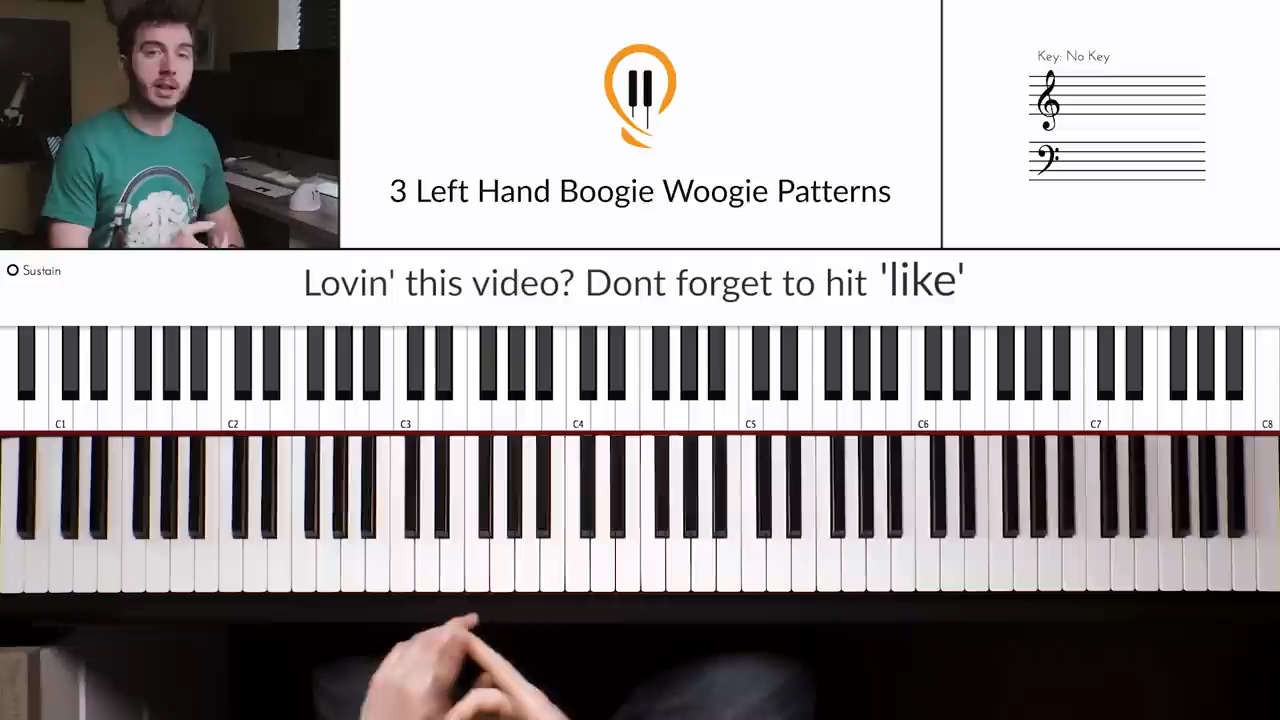 Key: No Key
3 Left Hand Boogie Woogie Patterns
Sustain
Lovin' this video? Dont forget to hit 'like'
C1 C2 C3 C4 C5 C6 C7 C8